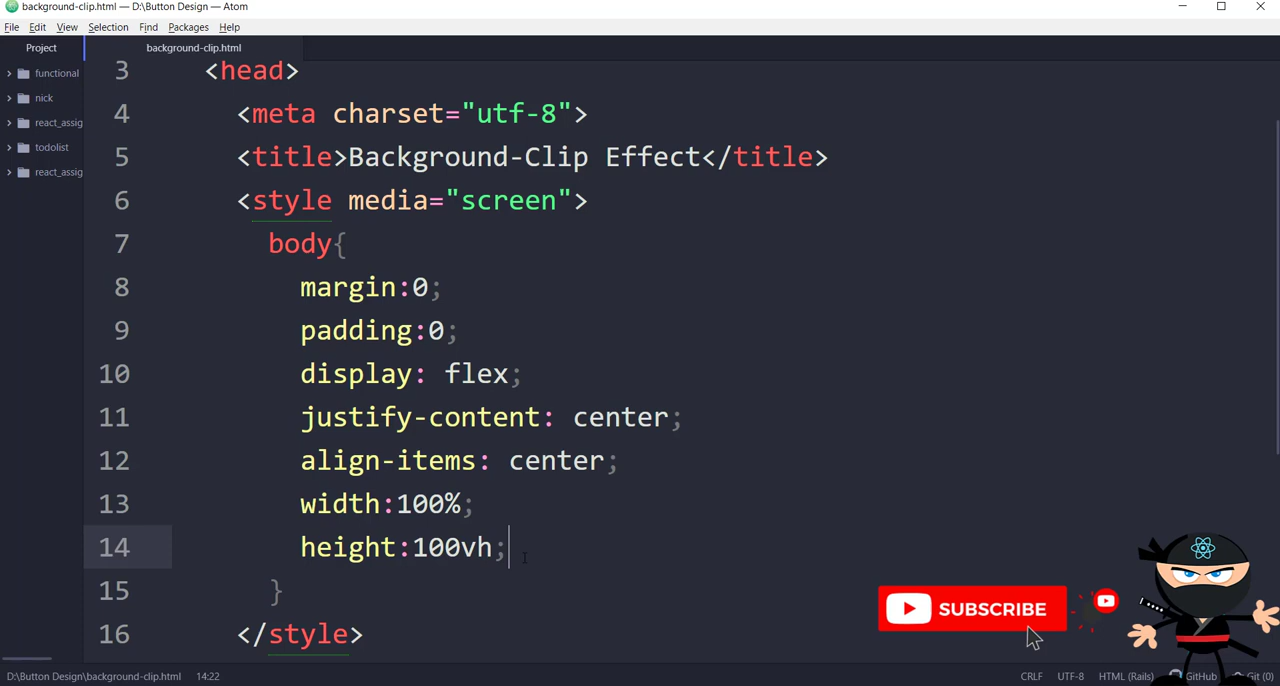 background-clip.html — D:\Button Design — Atom
File Edit View Selection Find Packages Help
Project
background-clip.html
functional
nick
react_assig
todolist
react_assig
3 <head>
4 <meta charset="utf-8">
5 <title>Background-Clip Effect</title>
6 <style media="screen">
7 body{
8 margin:0;
9 padding:0;
10 display: flex;
11 justify-content: center;
12 align-items: center;
13 width:100%;
14 height:100vh;
15 }
16 </style>
SUBSCRIBE
D:\Button Design\background-clip.html 14:22 CRLF UTF-8 HTML (Rails) GitHub Git (0)